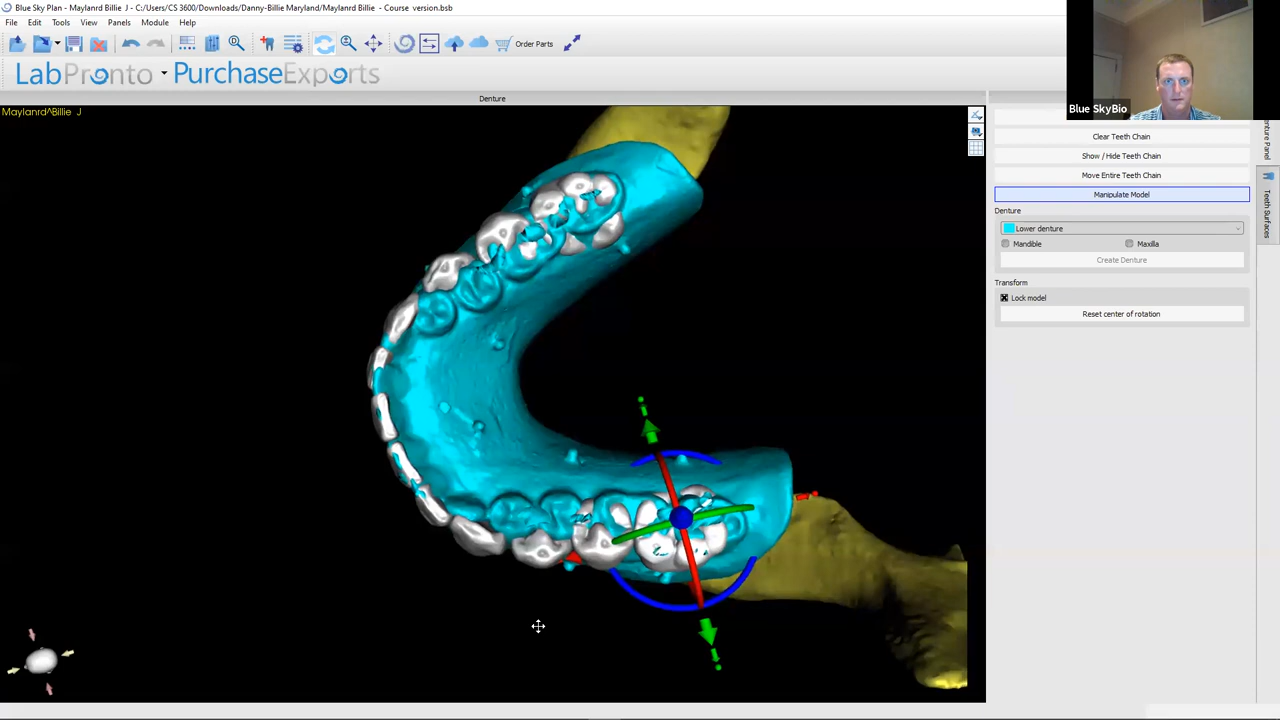 Blue Sky Plan - Maylanrd Billie J - C:/Users/CS 3600/Downloads/Danny-Billie Maryland/Maylanrd Billie - Course version.bsb
File Edit Tools View Panels Module Help
Order Parts
LabPronto PurchaseExports
Denture
Maylanrd^Billie J
Blue SkyBio
Clear Teeth Chain
Show / Hide Teeth Chain
Move Entire Teeth Chain
Manipulate Model
Denture
Lower denture
Mandible Maxilla
Create Denture
Transform
Lock model
Reset center of rotation
Teeth Surfaces